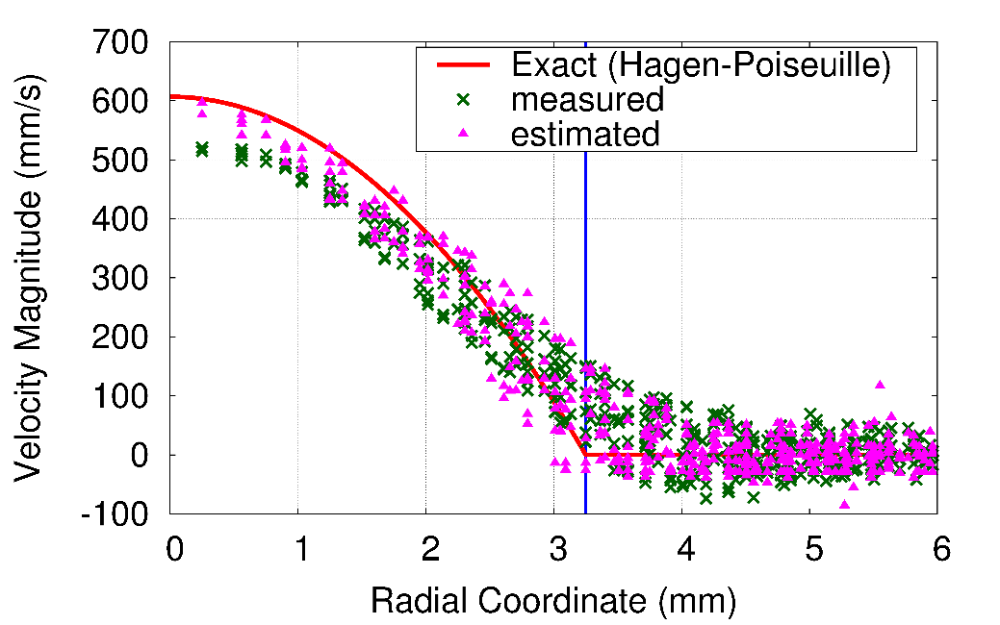 700
600
500
400
300
200
100
0
-100
Velocity Magnitude (mm/s)
Exact (Hagen-Poiseuille)
measured
estimated
0 1 2 3 4 5 6
Radial Coordinate (mm)